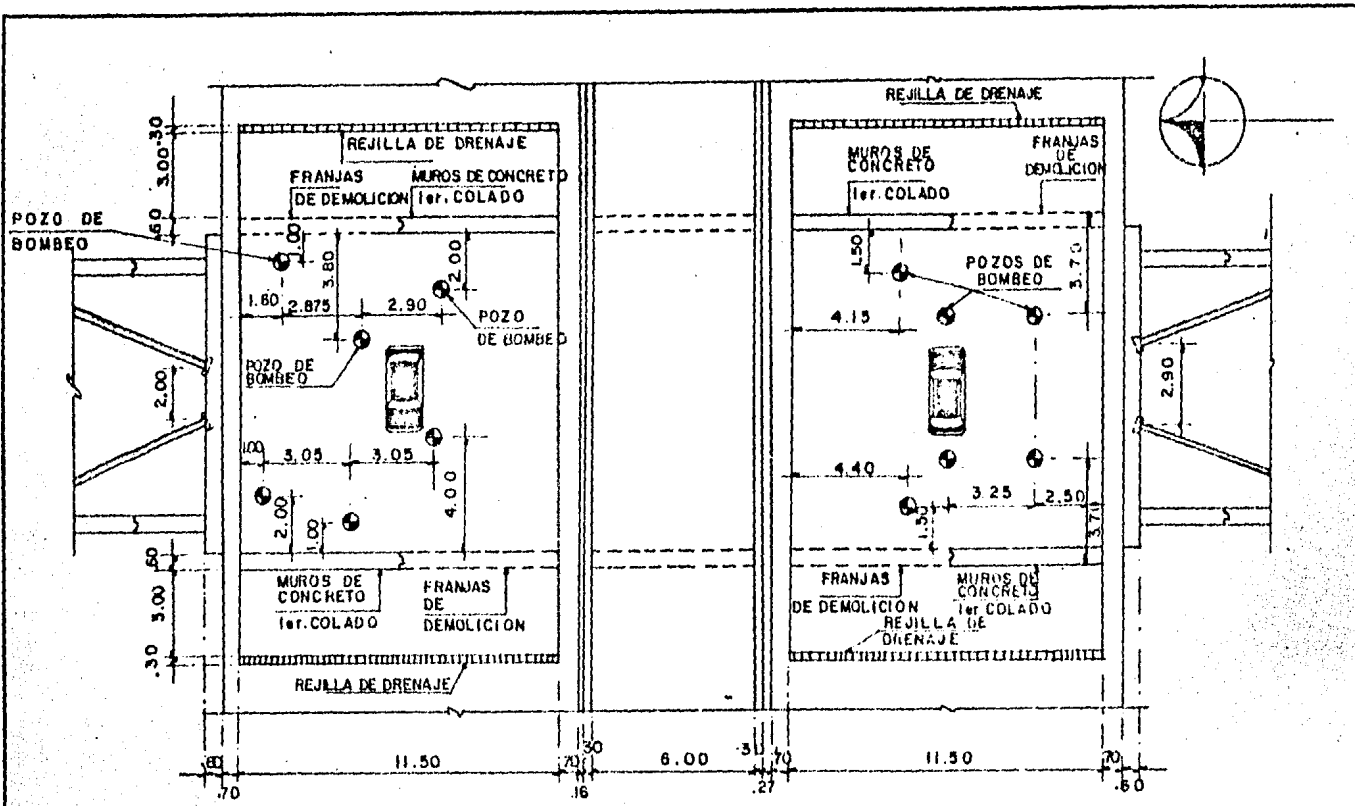 REJILLA DE DRENAJE
REJILLA DE DRENAJE
FRANJAS
DE DEMOLICION
MUROS DE CONCRETO
1er. COLADO
MUROS DE
CONCRETO
1er. COLADO
FRANJAS
DE
DEMOLICION
POZO DE
BOMBEO
.30
3.00
.60
1.00
3.80
2.00
1.80
2.875
2.90
POZO
DE BOMBEO
POZO DE
BOMBEO
1.50
POZOS DE
BOMBEO
3.70
4.15
2.00
2.90
1.00
3.05
3.05
4.00
2.00
1.00
4.40
3.25
2.50
1.50
3.70
.60
3.00
.30
MUROS DE
CONCRETO
1er. COLADO
FRANJAS
DE
DEMOLICION
FRANJAS
DE DEMOLICION
MUROS DE
CONCRETO
1er. COLADO
REJILLA DE
DRENAJE
REJILLA DE DRENAJE
.70
11.50
.70
.16
.30
6.00
.27
.70
11.50
.70
.60